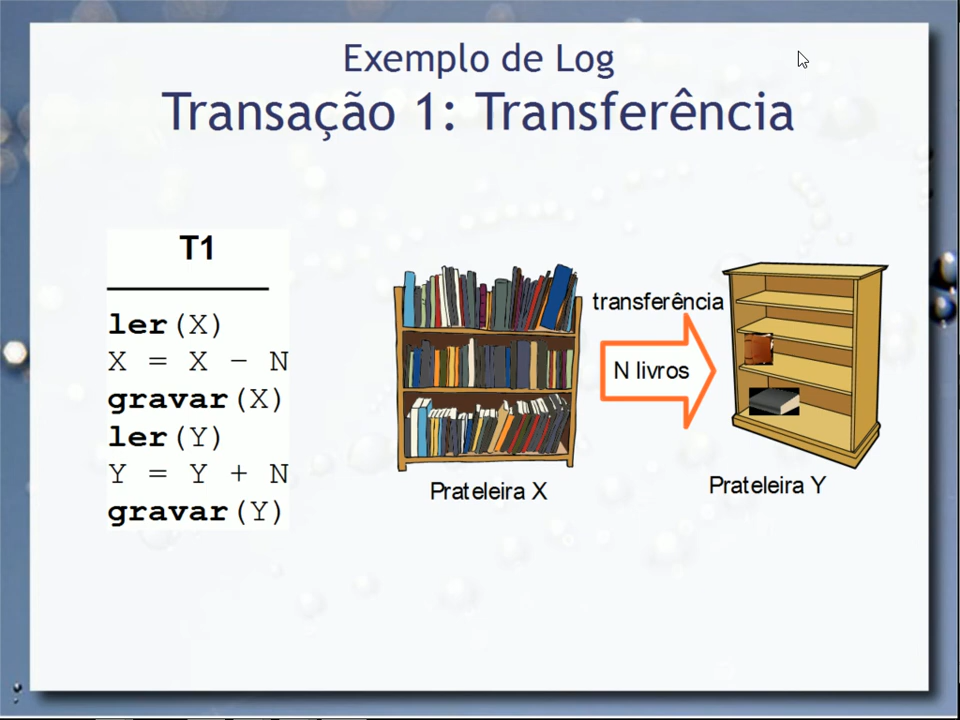 Exemplo de Log
Transação 1: Transferência
T1
ler(X)
X = X − N
gravar(X)
ler(Y)
Y = Y + N
gravar(Y)
transferência
N livros
Prateleira X
Prateleira Y